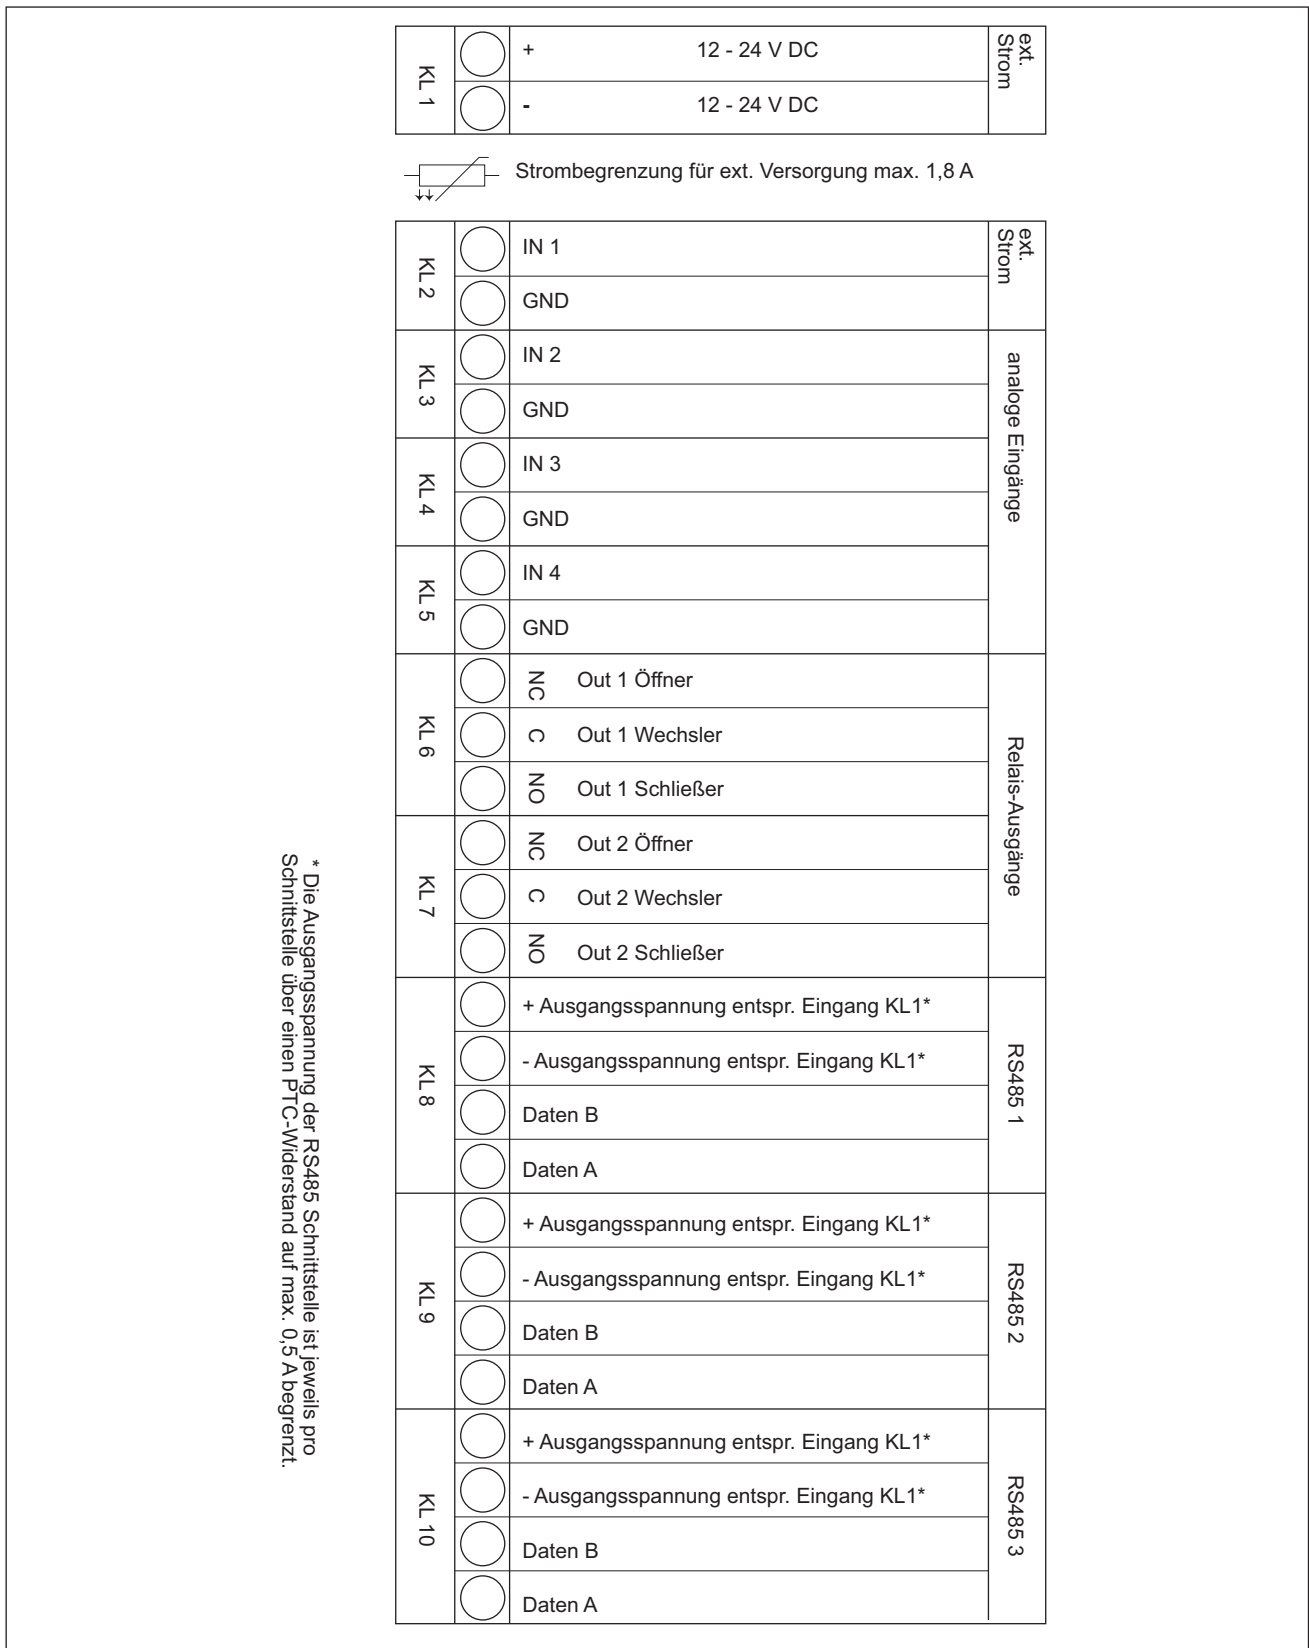 KL 1
+ 12 - 24 V DC
- 12 - 24 V DC
ext.
Strom
Strombegrenzung für ext. Versorgung max. 1,8 A
KL 2
IN 1
GND
ext.
Strom
KL 3
IN 2
GND
KL 4
IN 3
GND
KL 5
IN 4
GND
analoge Eingänge
KL 6
NC Out 1 Öffner
C Out 1 Wechsler
NO Out 1 Schließer
KL 7
NC Out 2 Öffner
C Out 2 Wechsler
NO Out 2 Schließer
Relais-Ausgänge
KL 8
+ Ausgangsspannung entspr. Eingang KL1*
- Ausgangsspannung entspr. Eingang KL1*
Daten B
Daten A
RS485 1
KL 9
+ Ausgangsspannung entspr. Eingang KL1*
- Ausgangsspannung entspr. Eingang KL1*
Daten B
Daten A
RS485 2
KL 10
+ Ausgangsspannung entspr. Eingang KL1*
- Ausgangsspannung entspr. Eingang KL1*
Daten B
Daten A
RS485 3
* Die Ausgangsspannung der RS485 Schnittstelle ist jeweils pro
Schnittstelle über einen PTC-Widerstand auf max. 0,5 A begrenzt.